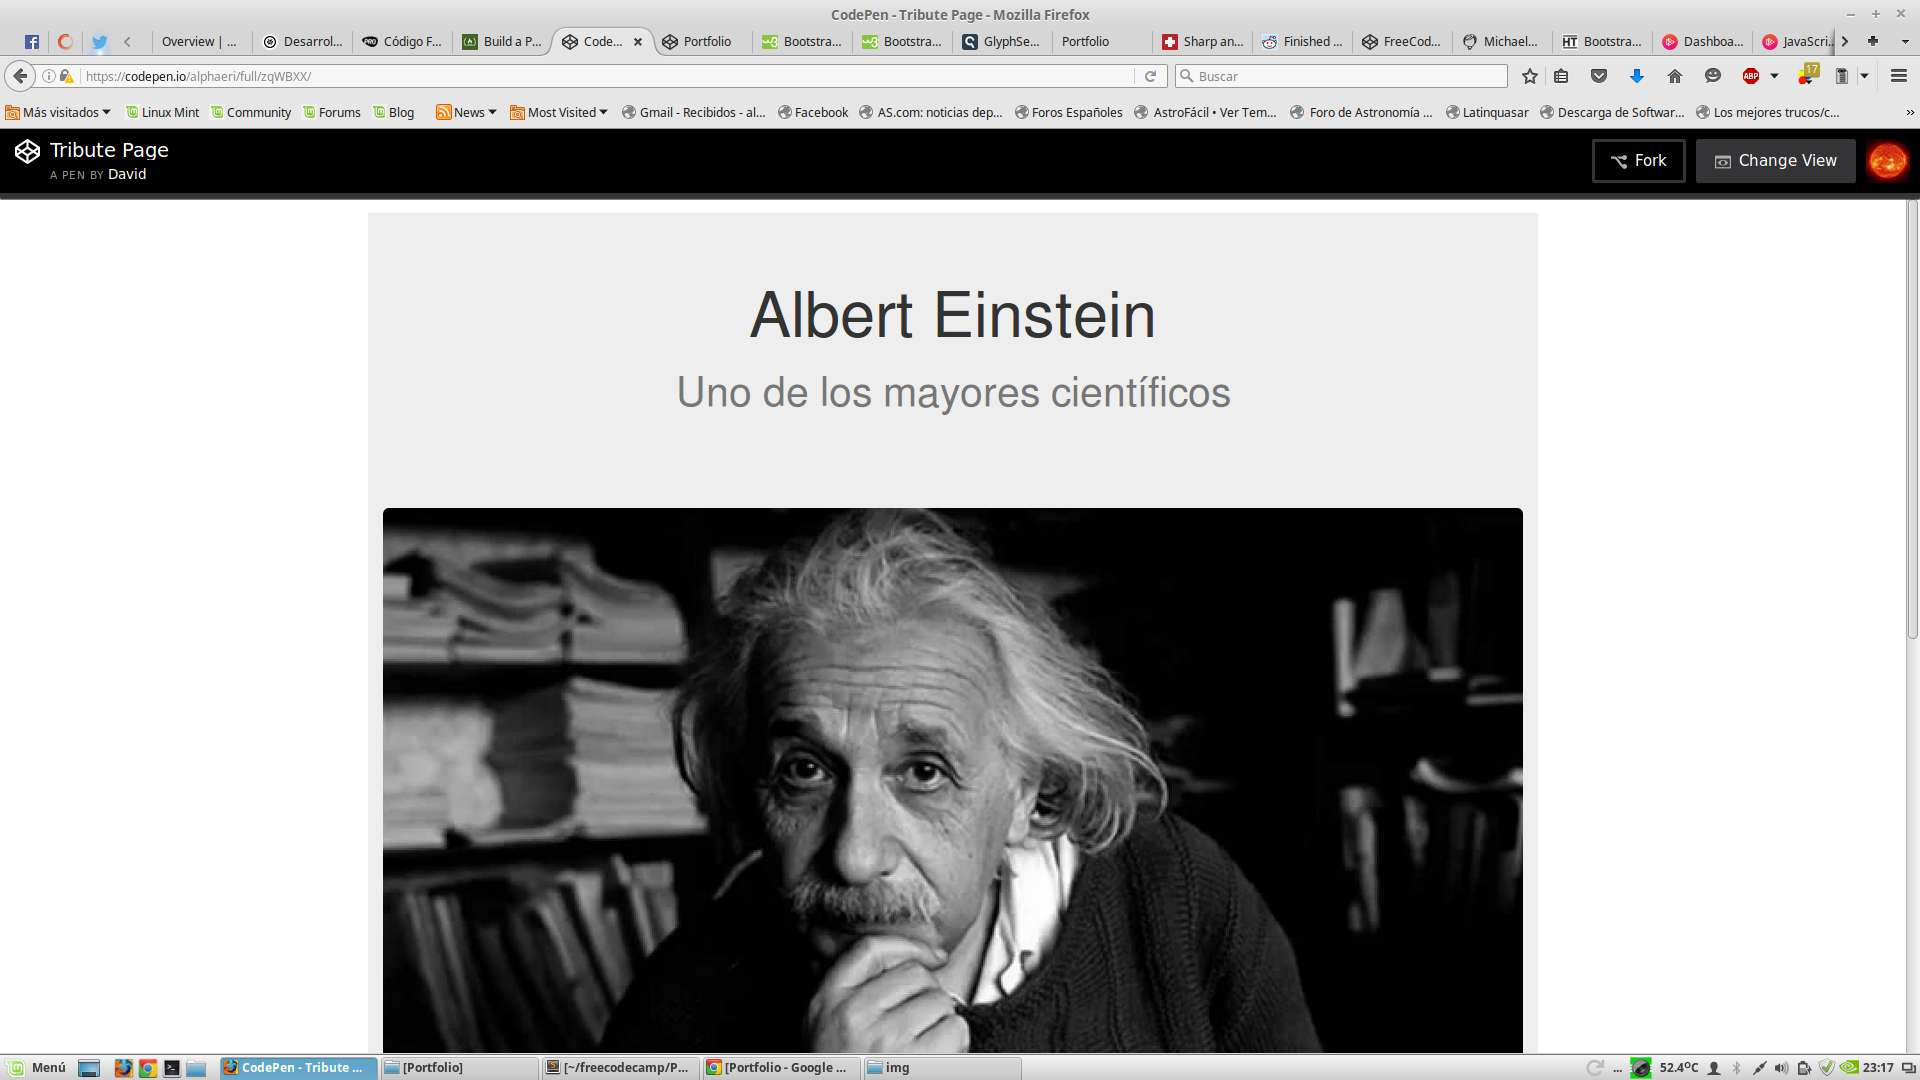 CodePen - Tribute Page - Mozilla Firefox
Overview | ...
Desarrol...
Código F...
Build a P...
Code...
Portfolio
Bootstra...
Bootstra...
GlyphSe...
Portfolio
Sharp an...
Finished ...
FreeCod...
Michael...
Bootstra...
Dashboa...
JavaScri...
https://codepen.io/alphaeri/full/zqWBXX/
Buscar
ABP
17
Más visitados
Linux Mint
Community
Forums
Blog
News
Most Visited
Gmail - Recibidos - al...
Facebook
AS.com: noticias dep...
Foros Españoles
AstroFácil • Ver Tem...
Foro de Astronomía ...
Latinquasar
Descarga de Softwar...
Los mejores trucos/c...
Tribute Page
A PEN BY David
Fork
Change View
Albert Einstein
Uno de los mayores científicos
Menú
CodePen - Tribute ...
[Portfolio]
[~/freecodecamp/P...
[Portfolio - Google ...
img
...
52.4ºC
23:17